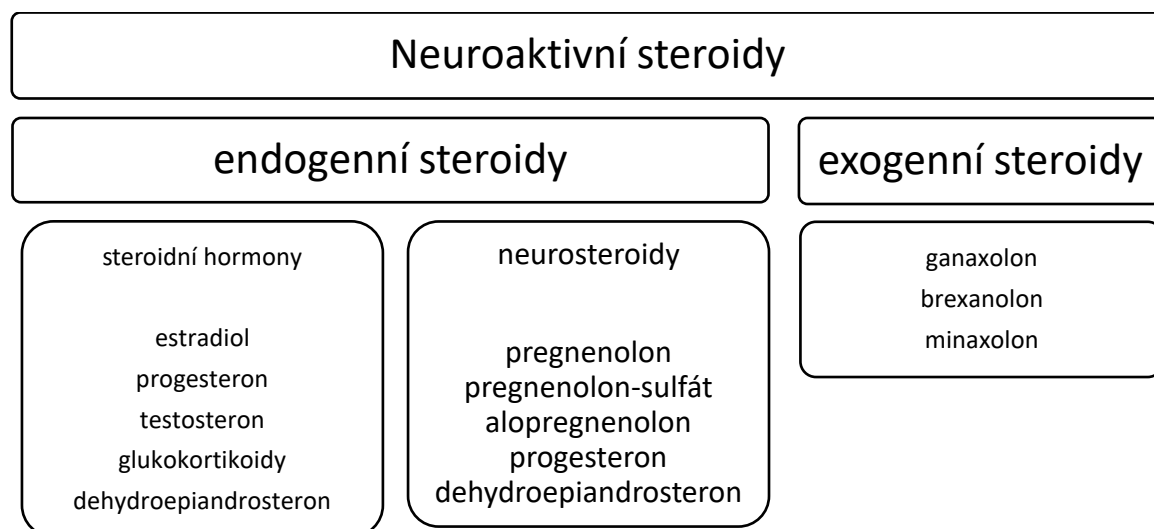 Neuroaktivní steroidy
endogenní steroidy
exogenní steroidy
steroidní hormony
estradiol
progesteron
testosteron
glukokortikoidy
dehydroepiandrosteron
neurosteroidy
pregnenolon
pregnenolon-sulfát
alopregnenolon
progesteron
dehydroepiandrosteron
ganaxolon
brexanolon
minaxolon